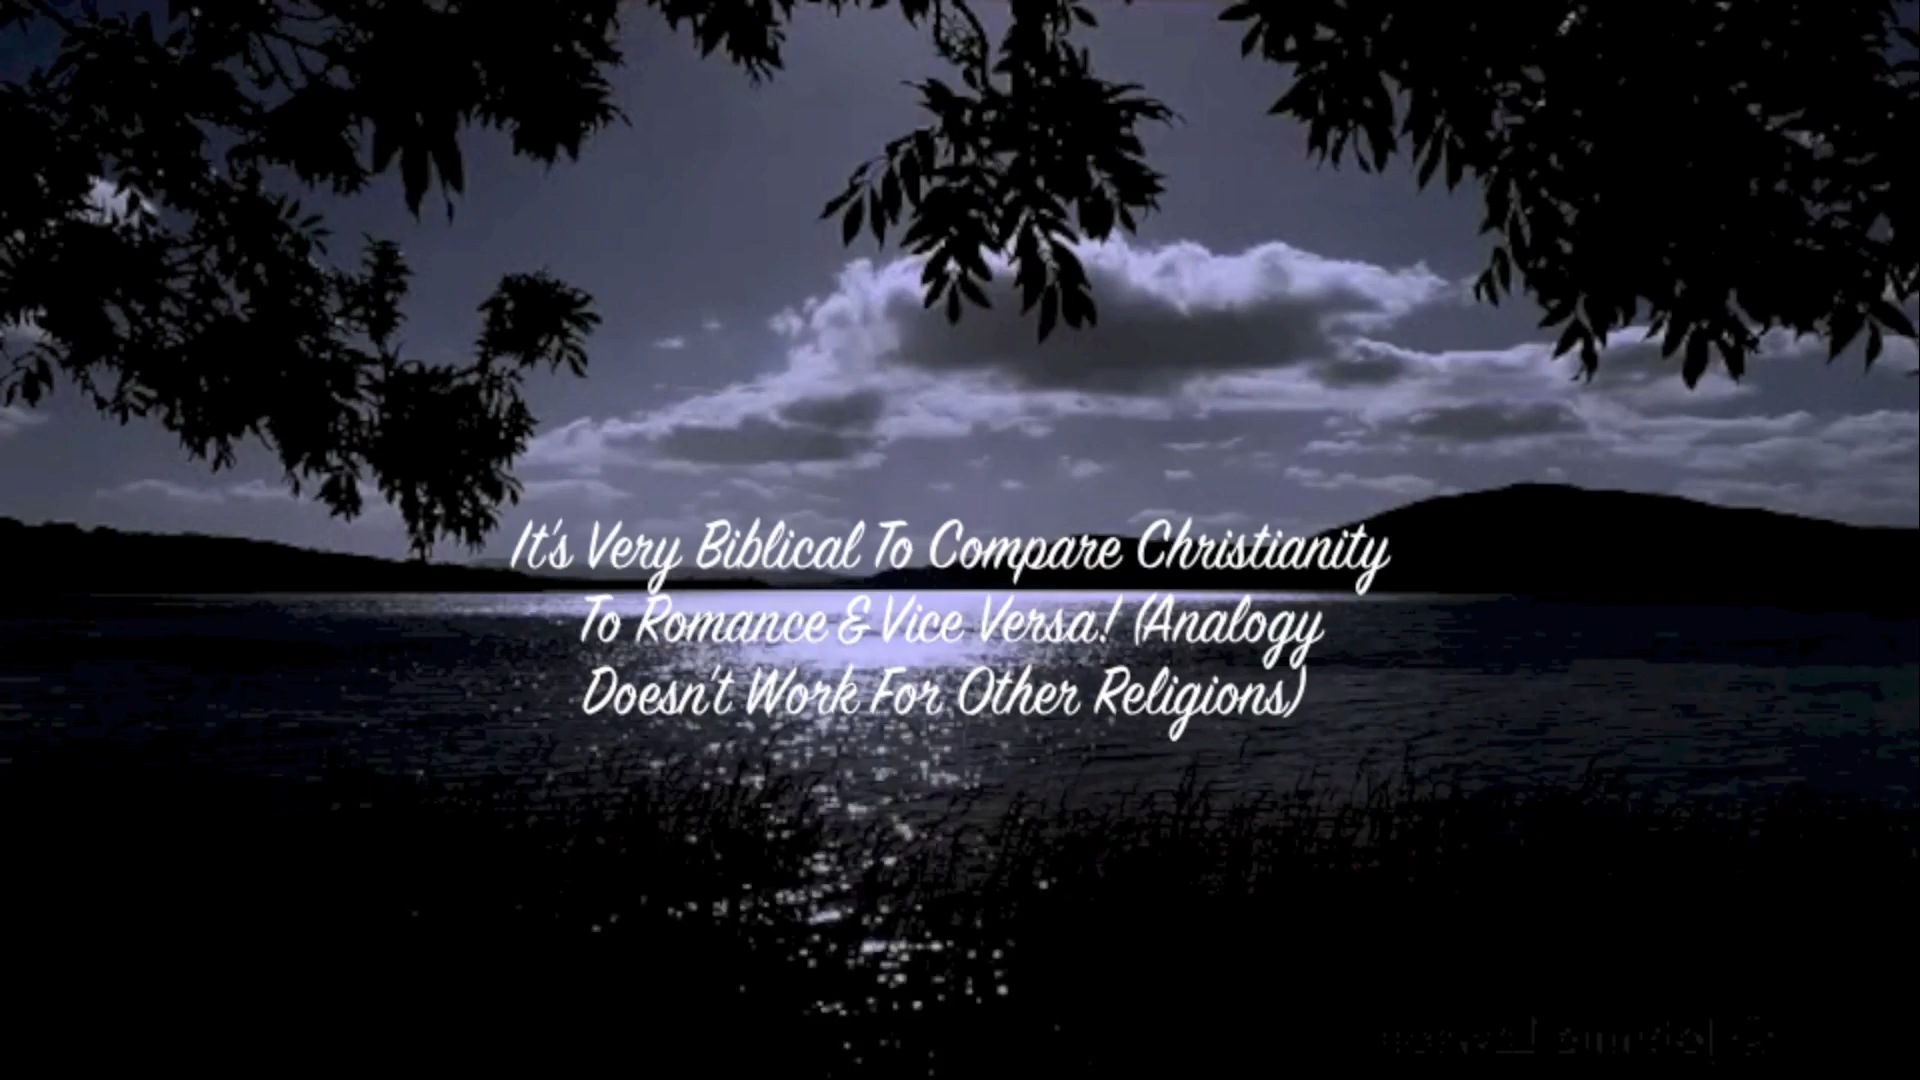 It's Very Biblical To Compare Christianity
To Romance & Vice Versa! (Analogy
Doesn't Work For Other Religions)